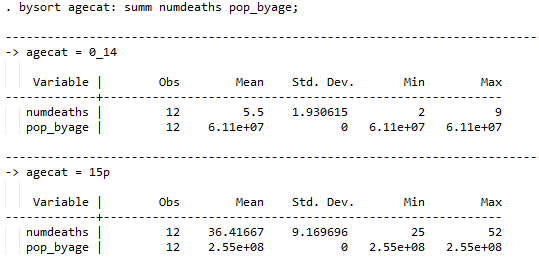 . bysort agecat: summ numdeaths pop_byage;
-> agecat = 0_14
Variable | Obs Mean Std. Dev. Min Max
numdeaths | 12 5.5 1.930615 2 9
pop_byage | 12 6.11e+07 0 6.11e+07 6.11e+07
-> agecat = 15p
Variable | Obs Mean Std. Dev. Min Max
numdeaths | 12 36.41667 9.169696 25 52
pop_byage | 12 2.55e+08 0 2.55e+08 2.55e+08